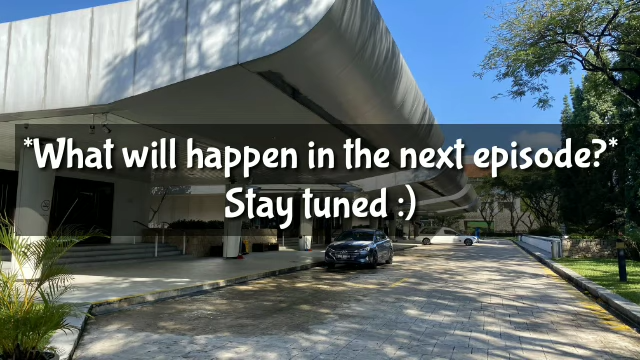 *What will happen in the next episode?*
Stay tuned :)